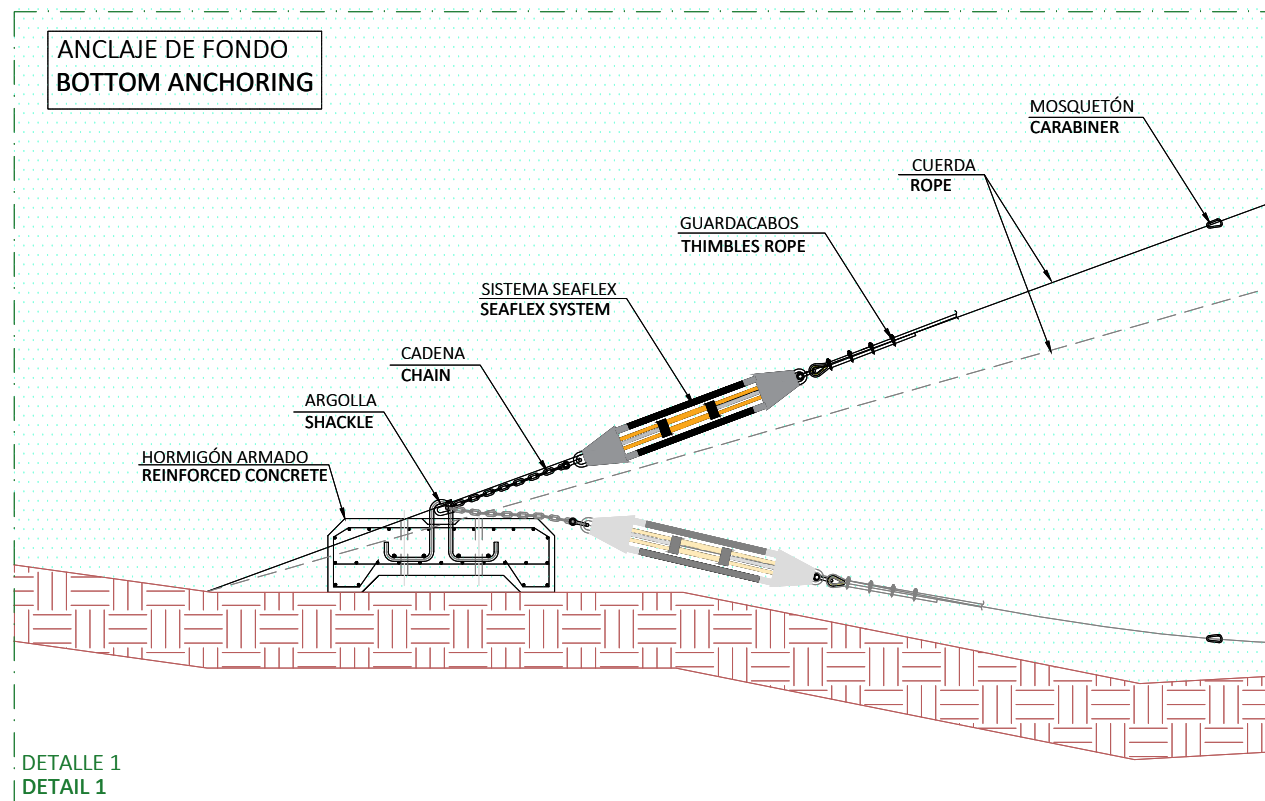 ANCLAJE DE FONDO
BOTTOM ANCHORING
MOSQUETÓN
CARABINER
CUERDA
ROPE
GUARDACABOS
THIMBLES ROPE
SISTEMA SEAFLEX
SEAFLEX SYSTEM
CADENA
CHAIN
ARGOLLA
SHACKLE
HORMIGÓN ARMADO
REINFORCED CONCRETE
DETALLE 1
DETAIL 1